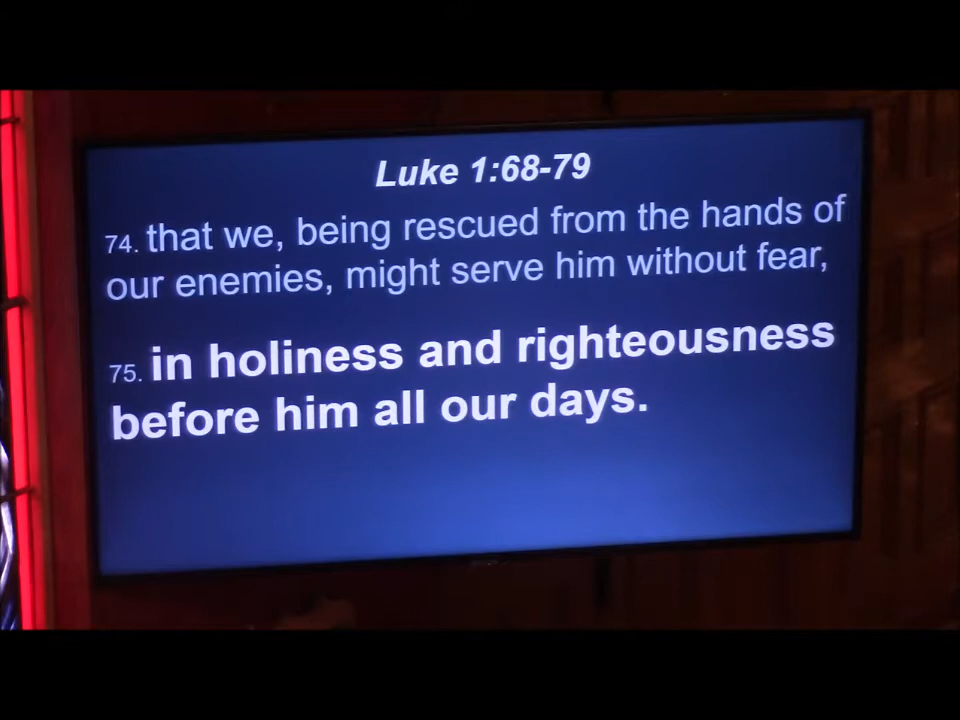 Luke 1:68-79
74. that we, being rescued from the hands of
our enemies, might serve him without fear,
75. in holiness and righteousness
before him all our days.